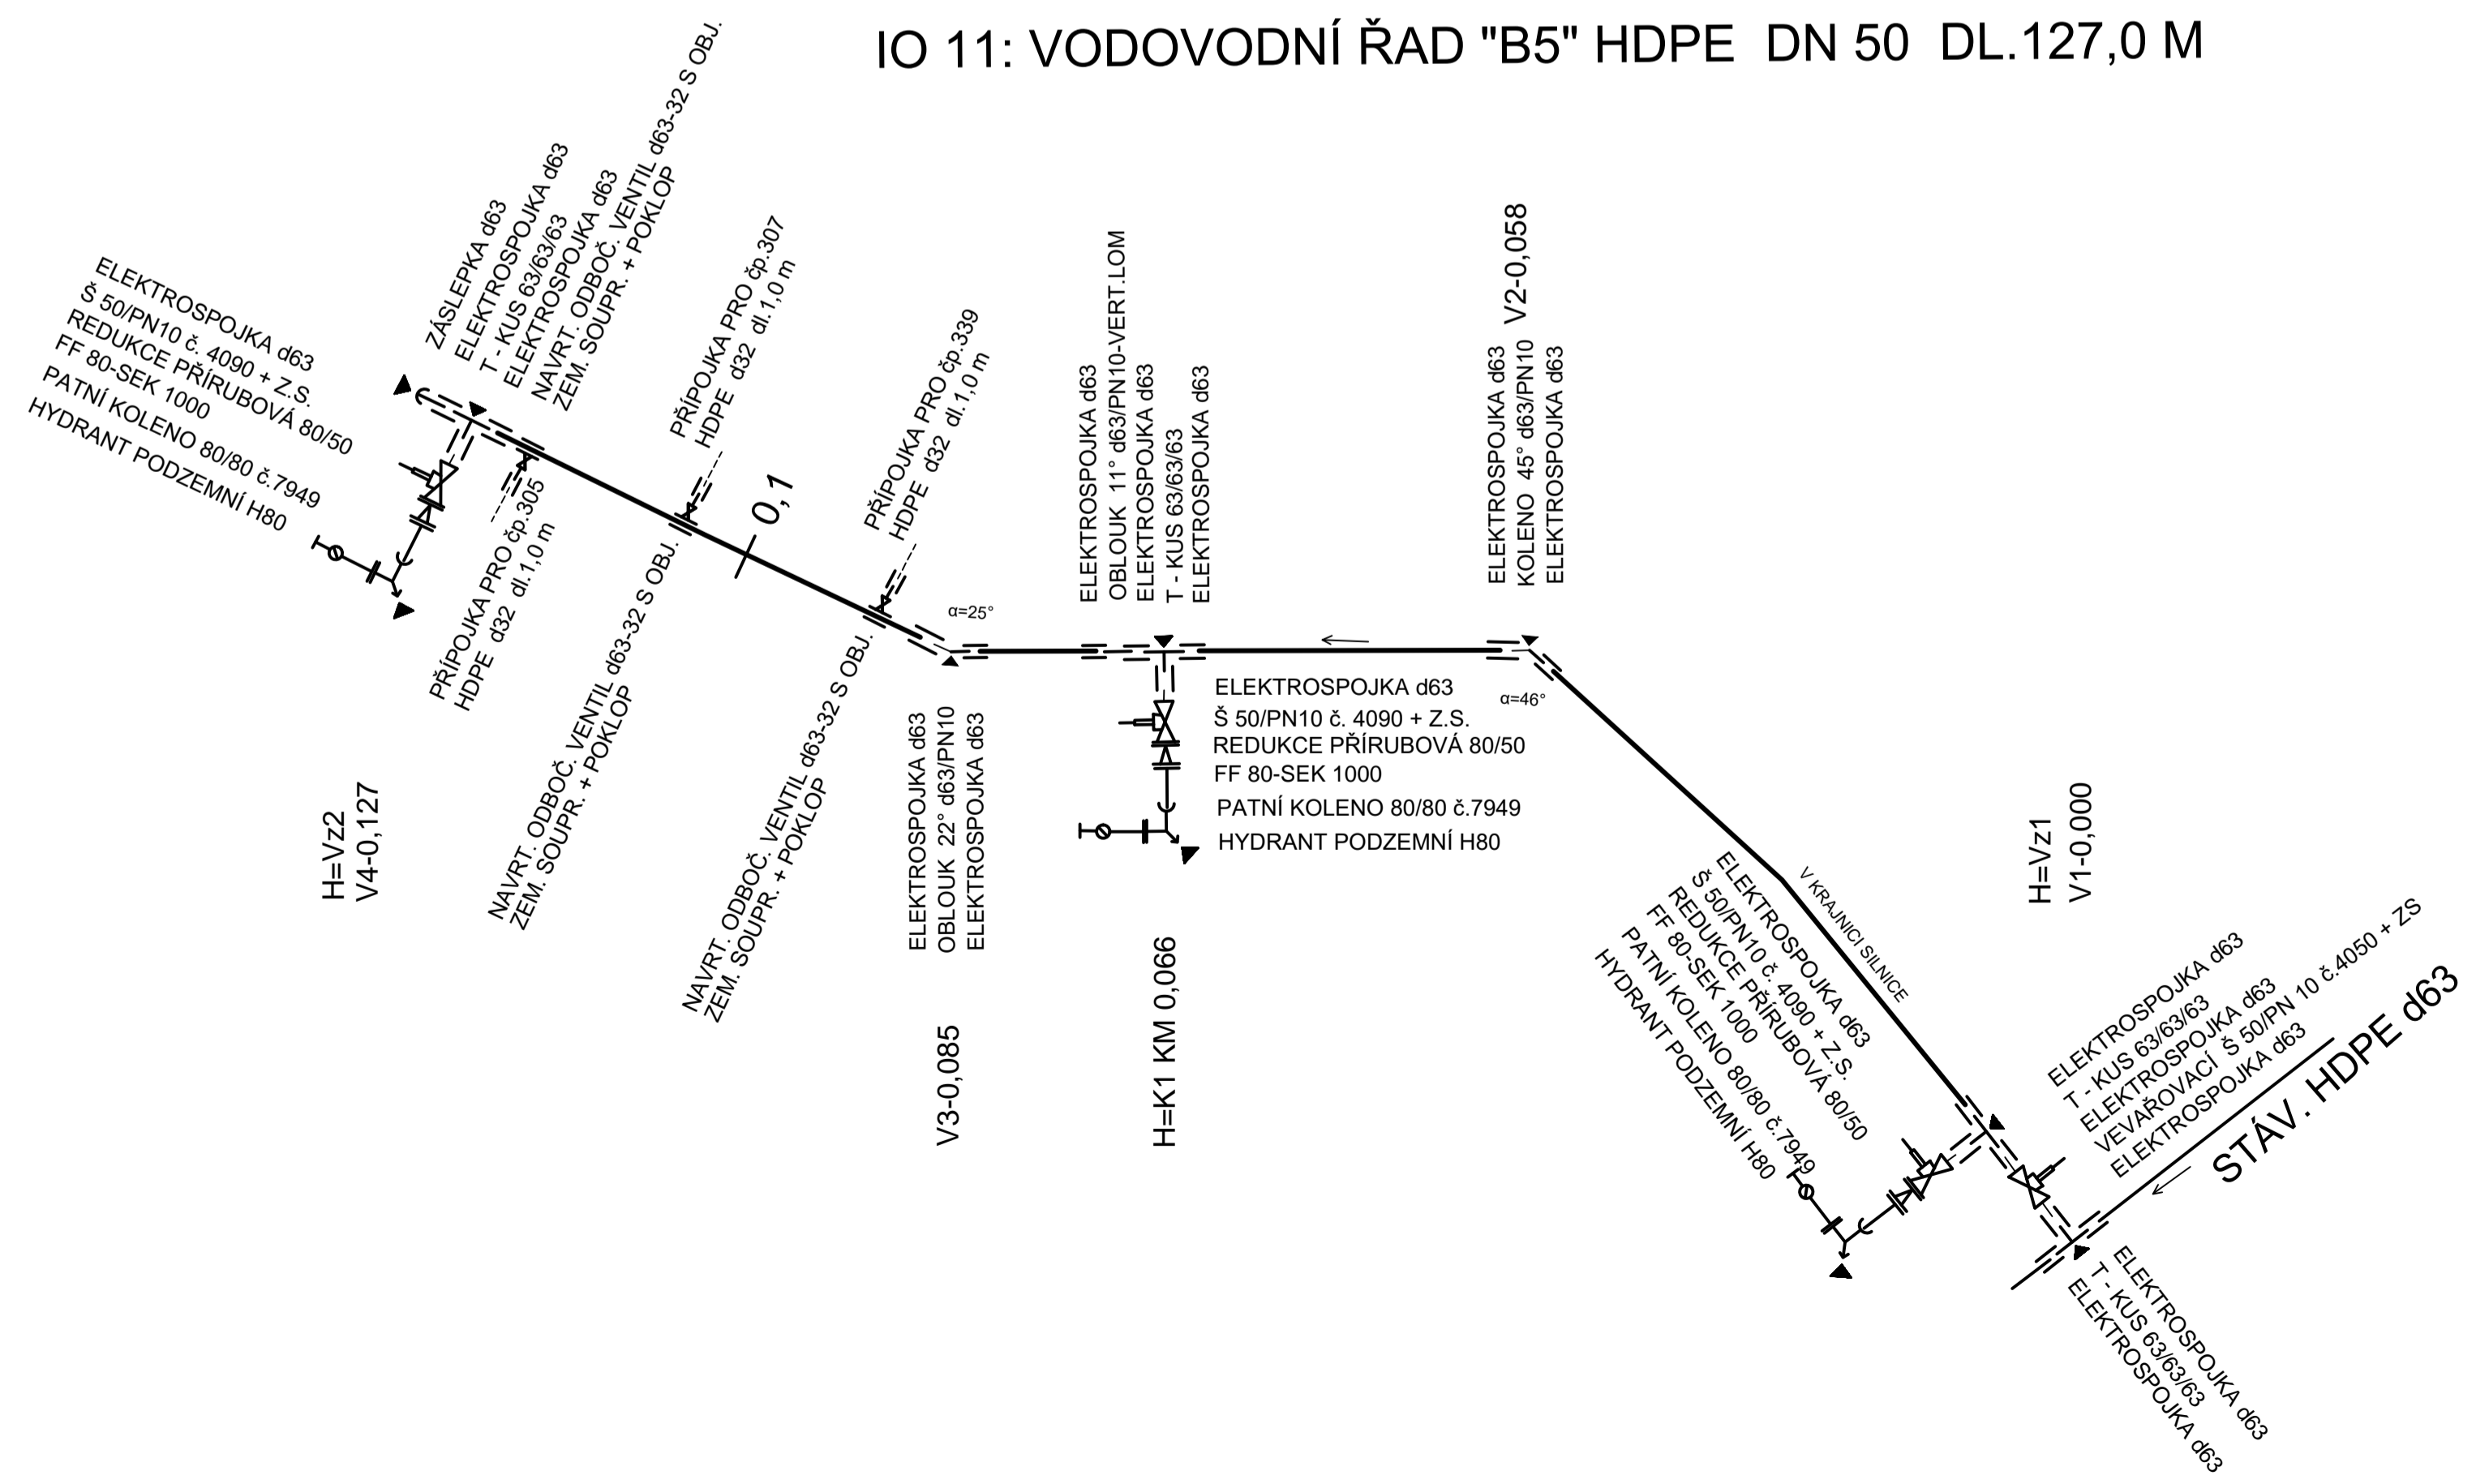 IO 11: VODOVODNÍ ŘAD "B5" HDPE DN 50 DL.127,0 M
ELEKTROSPOJKA d63
Š 50/PN10 č. 4090 + Z.S.
REDUKCE PŘÍRUBOVÁ 80/50
FF 80-SEK 1000
PATNÍ KOLENO 80/80 č.7949
HYDRANT PODZEMNÍ H80
ZÁSLEPKA d63
ELEKTROSPOJKA d63
T - KUS 63/63/63
ELEKTROSPOJKA d63
NAVRT. ODBOČ. VENTIL d63-32 S OBJ.
ZEM. SOUPR. + POKLOP
PŘÍPOJKA PRO čp.307
HDPE d32 dl.1,0 m
0,1
PŘÍPOJKA PRO čp.339
HDPE d32 dl.1,0 m
α=25°
PŘÍPOJKA PRO čp.305
HDPE d32 dl.1,0 m
H=Vz2
V4-0,127
NAVRT. ODBOČ. VENTIL d63-32 S OBJ.
ZEM. SOUPR. + POKLOP
NAVRT. ODBOČ. VENTIL d63-32 S OBJ.
ZEM. SOUPR. + POKLOP
ELEKTROSPOJKA d63
OBLOUK 22° d63/PN10
ELEKTROSPOJKA d63
V3-0,085
ELEKTROSPOJKA d63
OBLOUK 11° d63/PN10-VERT.LOM
ELEKTROSPOJKA d63
T - KUS 63/63/63
ELEKTROSPOJKA d63
ELEKTROSPOJKA d63
Š 50/PN10 č. 4090 + Z.S.
REDUKCE PŘÍRUBOVÁ 80/50
FF 80-SEK 1000
PATNÍ KOLENO 80/80 č.7949
HYDRANT PODZEMNÍ H80
H=K1 KM 0,066
V2-0,058
ELEKTROSPOJKA d63
KOLENO 45° d63/PN10
ELEKTROSPOJKA d63
α=46°
V KRAJNICI SILNICE
ELEKTROSPOJKA d63
Š 50/PN10 č. 4090 + Z.S.
REDUKCE PŘÍRUBOVÁ 80/50
FF 80-SEK 1000
PATNÍ KOLENO 80/80 č.7949
HYDRANT PODZEMNÍ H80
H=Vz1
V1-0,000
ELEKTROSPOJKA d63
T - KUS 63/63/63
ELEKTROSPOJKA d63
VEVAŘOVACÍ Š 50/PN 10 č.4050 + ZS
ELEKTROSPOJKA d63
STÁV. HDPE d63
ELEKTROSPOJKA d63
T - KUS 63/63/63
ELEKTROSPOJKA d63